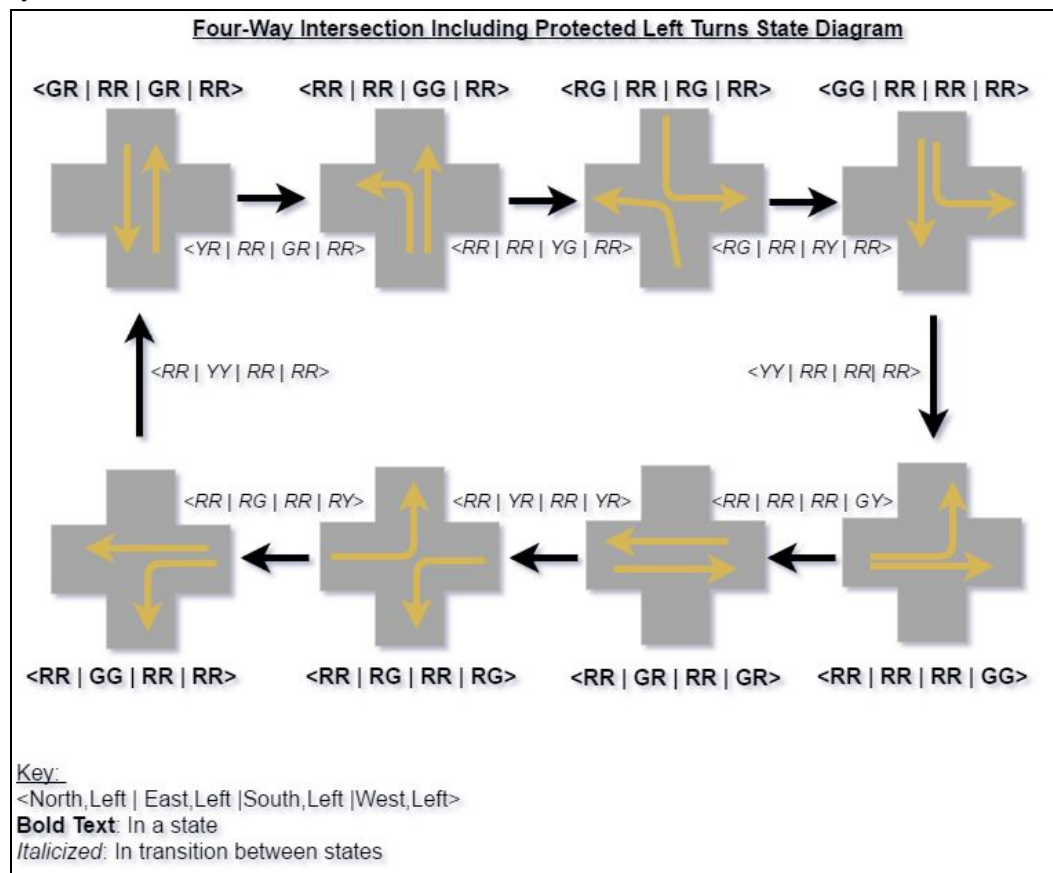 Four-Way Intersection Including Protected Left Turns State Diagram
<GR | RR | GR | RR>
<RR | RR | GG | RR>
<RG | RR | RG | RR>
<GG | RR | RR | RR>
<YR | RR | GR | RR>
<RR | RR | YG | RR>
<RG | RR | RY | RR>
<RR | YY | RR | RR>
<YY | RR | RR| RR>
<RR | RG | RR | RY>
<RR | YR | RR | YR>
<RR | RR | RR | GY>
<RR | GG | RR | RR>
<RR | RG | RR | RG>
<RR | GR | RR | GR>
<RR | RR | RR | GG>
Key:
<North,Left | East,Left |South,Left |West,Left>
Bold Text: In a state
Italicized: In transition between states